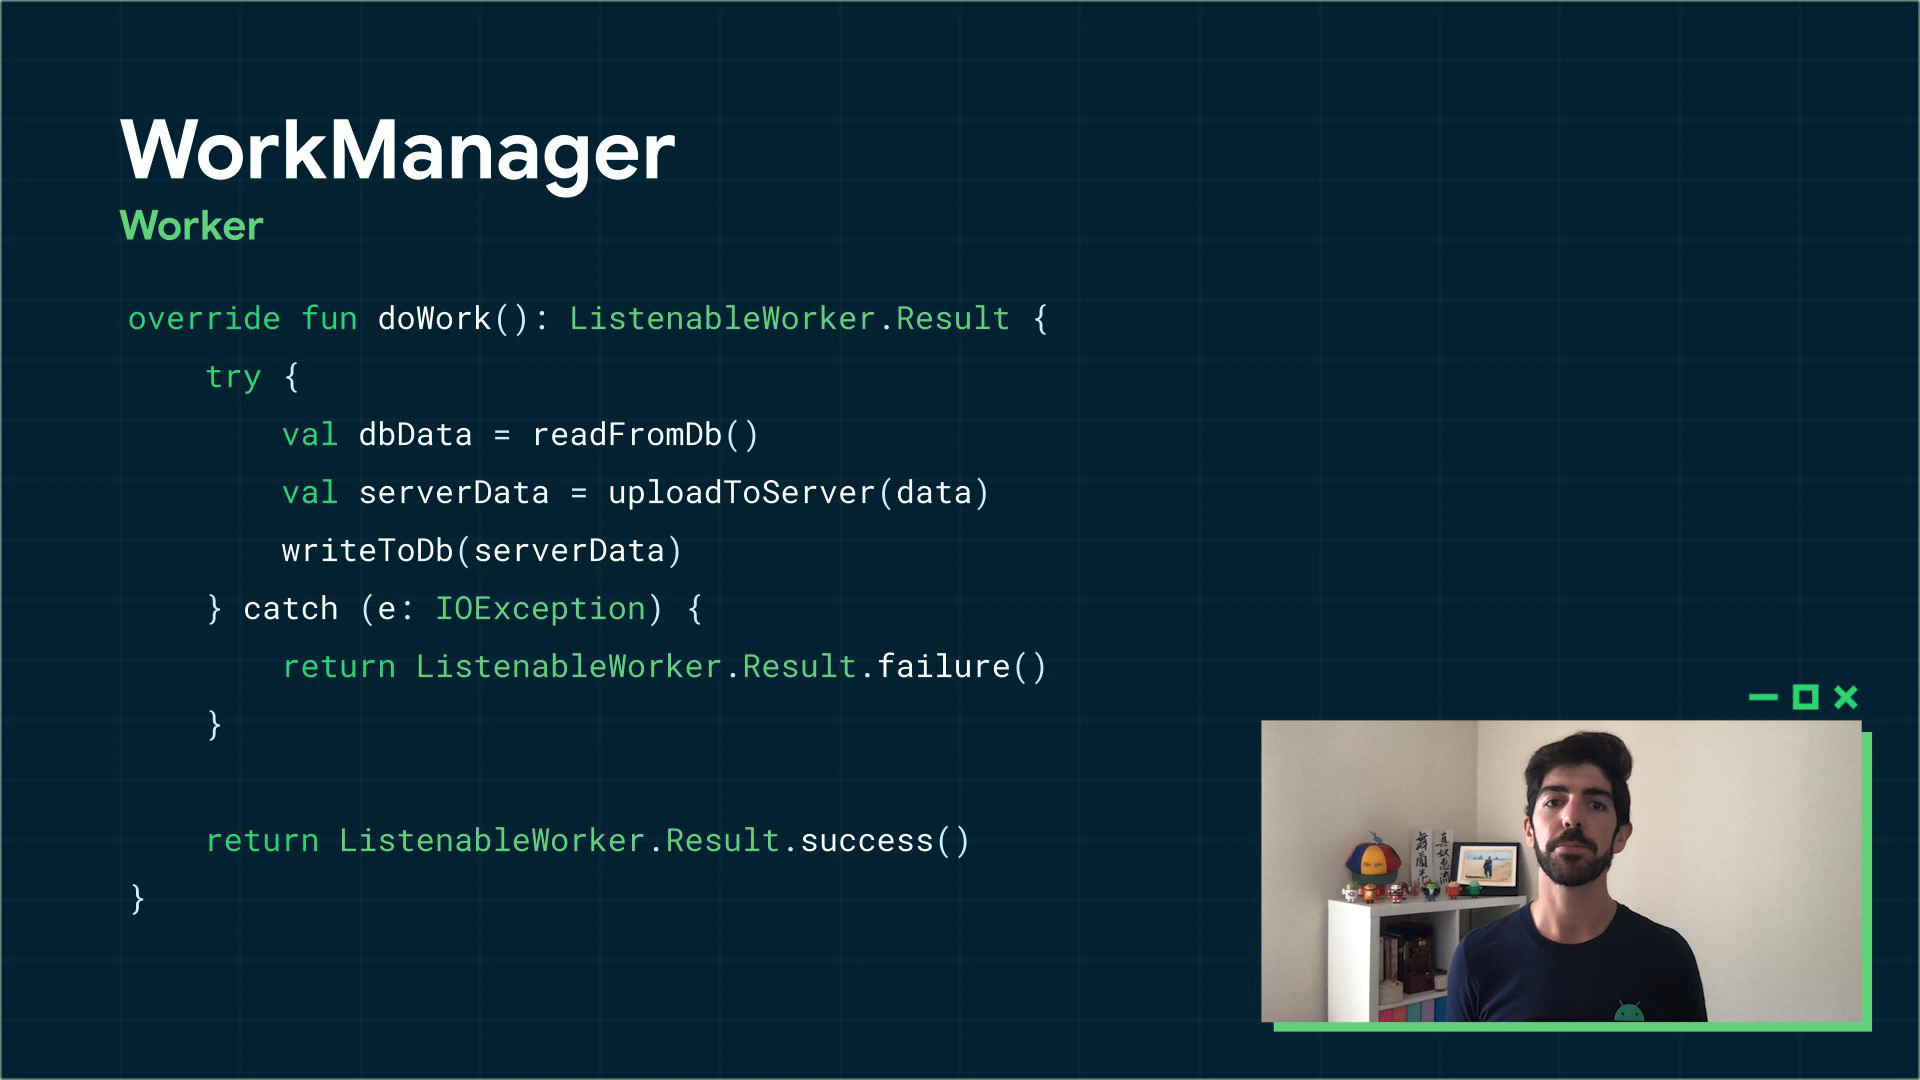 WorkManager
Worker
override fun doWork(): ListenableWorker.Result {
try {
val dbData = readFromDb()
val serverData = uploadToServer(data)
writeToDb(serverData)
} catch (e: IOException) {
return ListenableWorker.Result.failure()
}
return ListenableWorker.Result.success()
}